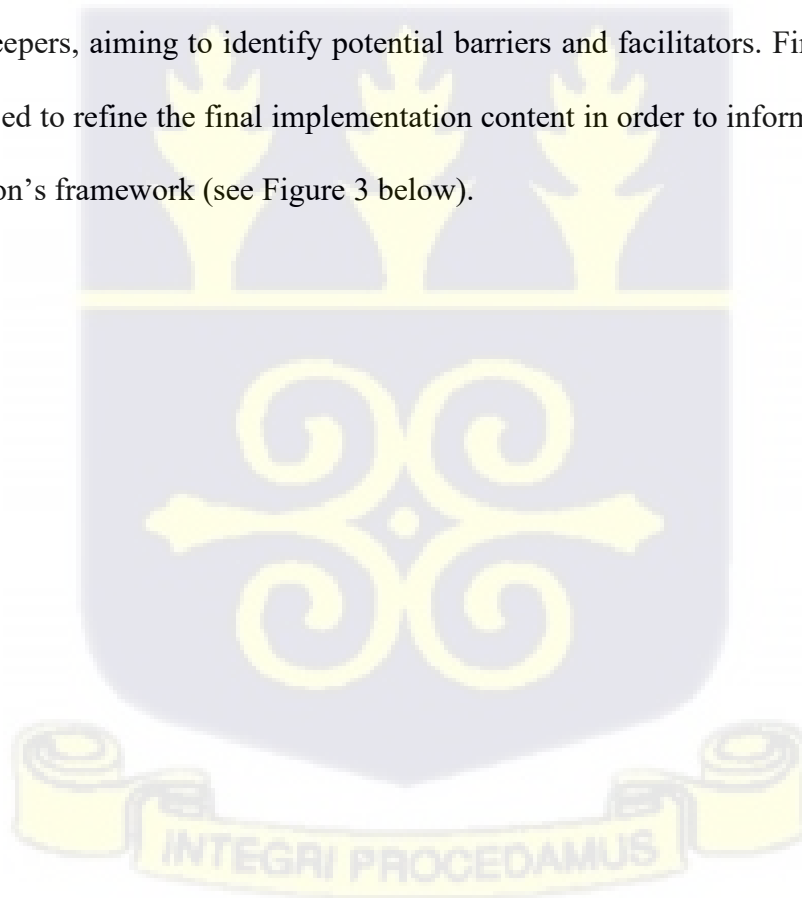 eepers, aiming to identify potential barriers and facilitators. Fir
ed to refine the final implementation content in order to inform
on’s framework (see Figure 3 below).
INTEGRI PROCEDAMUS